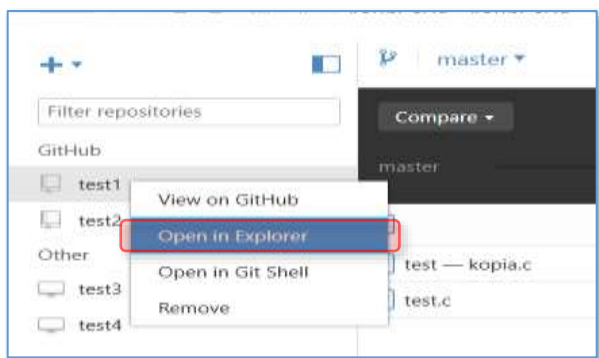 master
Filter repositories
Compare
GitHub
master
test1
View on GitHub
test2
Open in Explorer
Other
Open in Git Shell
test — kopia.c
test3
Remove
test.c
test4